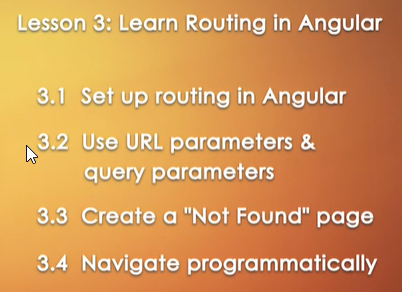 Lesson 3: Learn Routing in Angular
3.1 Set up routing in Angular
3.2 Use URL parameters &
query parameters
3.3 Create a "Not Found" page
3.4 Navigate programmatically